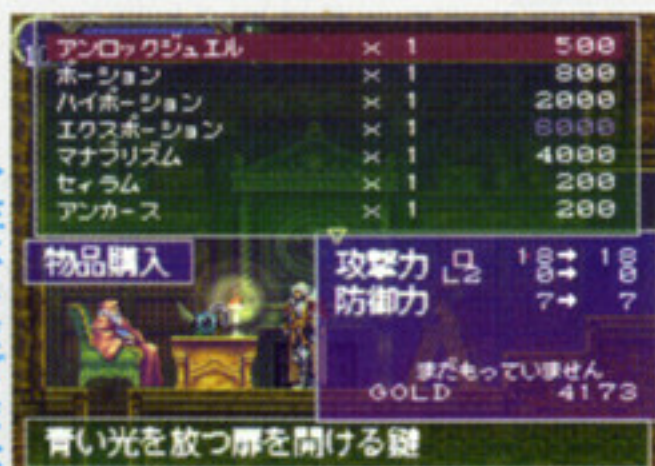 アンロックジュエル × 1 500
ポーション × 1 800
ハイポーション × 1 2000
エクスポーション × 1 6000
マナプリズム × 1 4000
セィラム × 1 200
アンカース × 1 200
物品購入
攻撃力 □ 18→ 18
L2 0→ 0
防御力 7→ 7
まだもっていません
GOLD 4173
青い光を放つ扉を開ける鍵